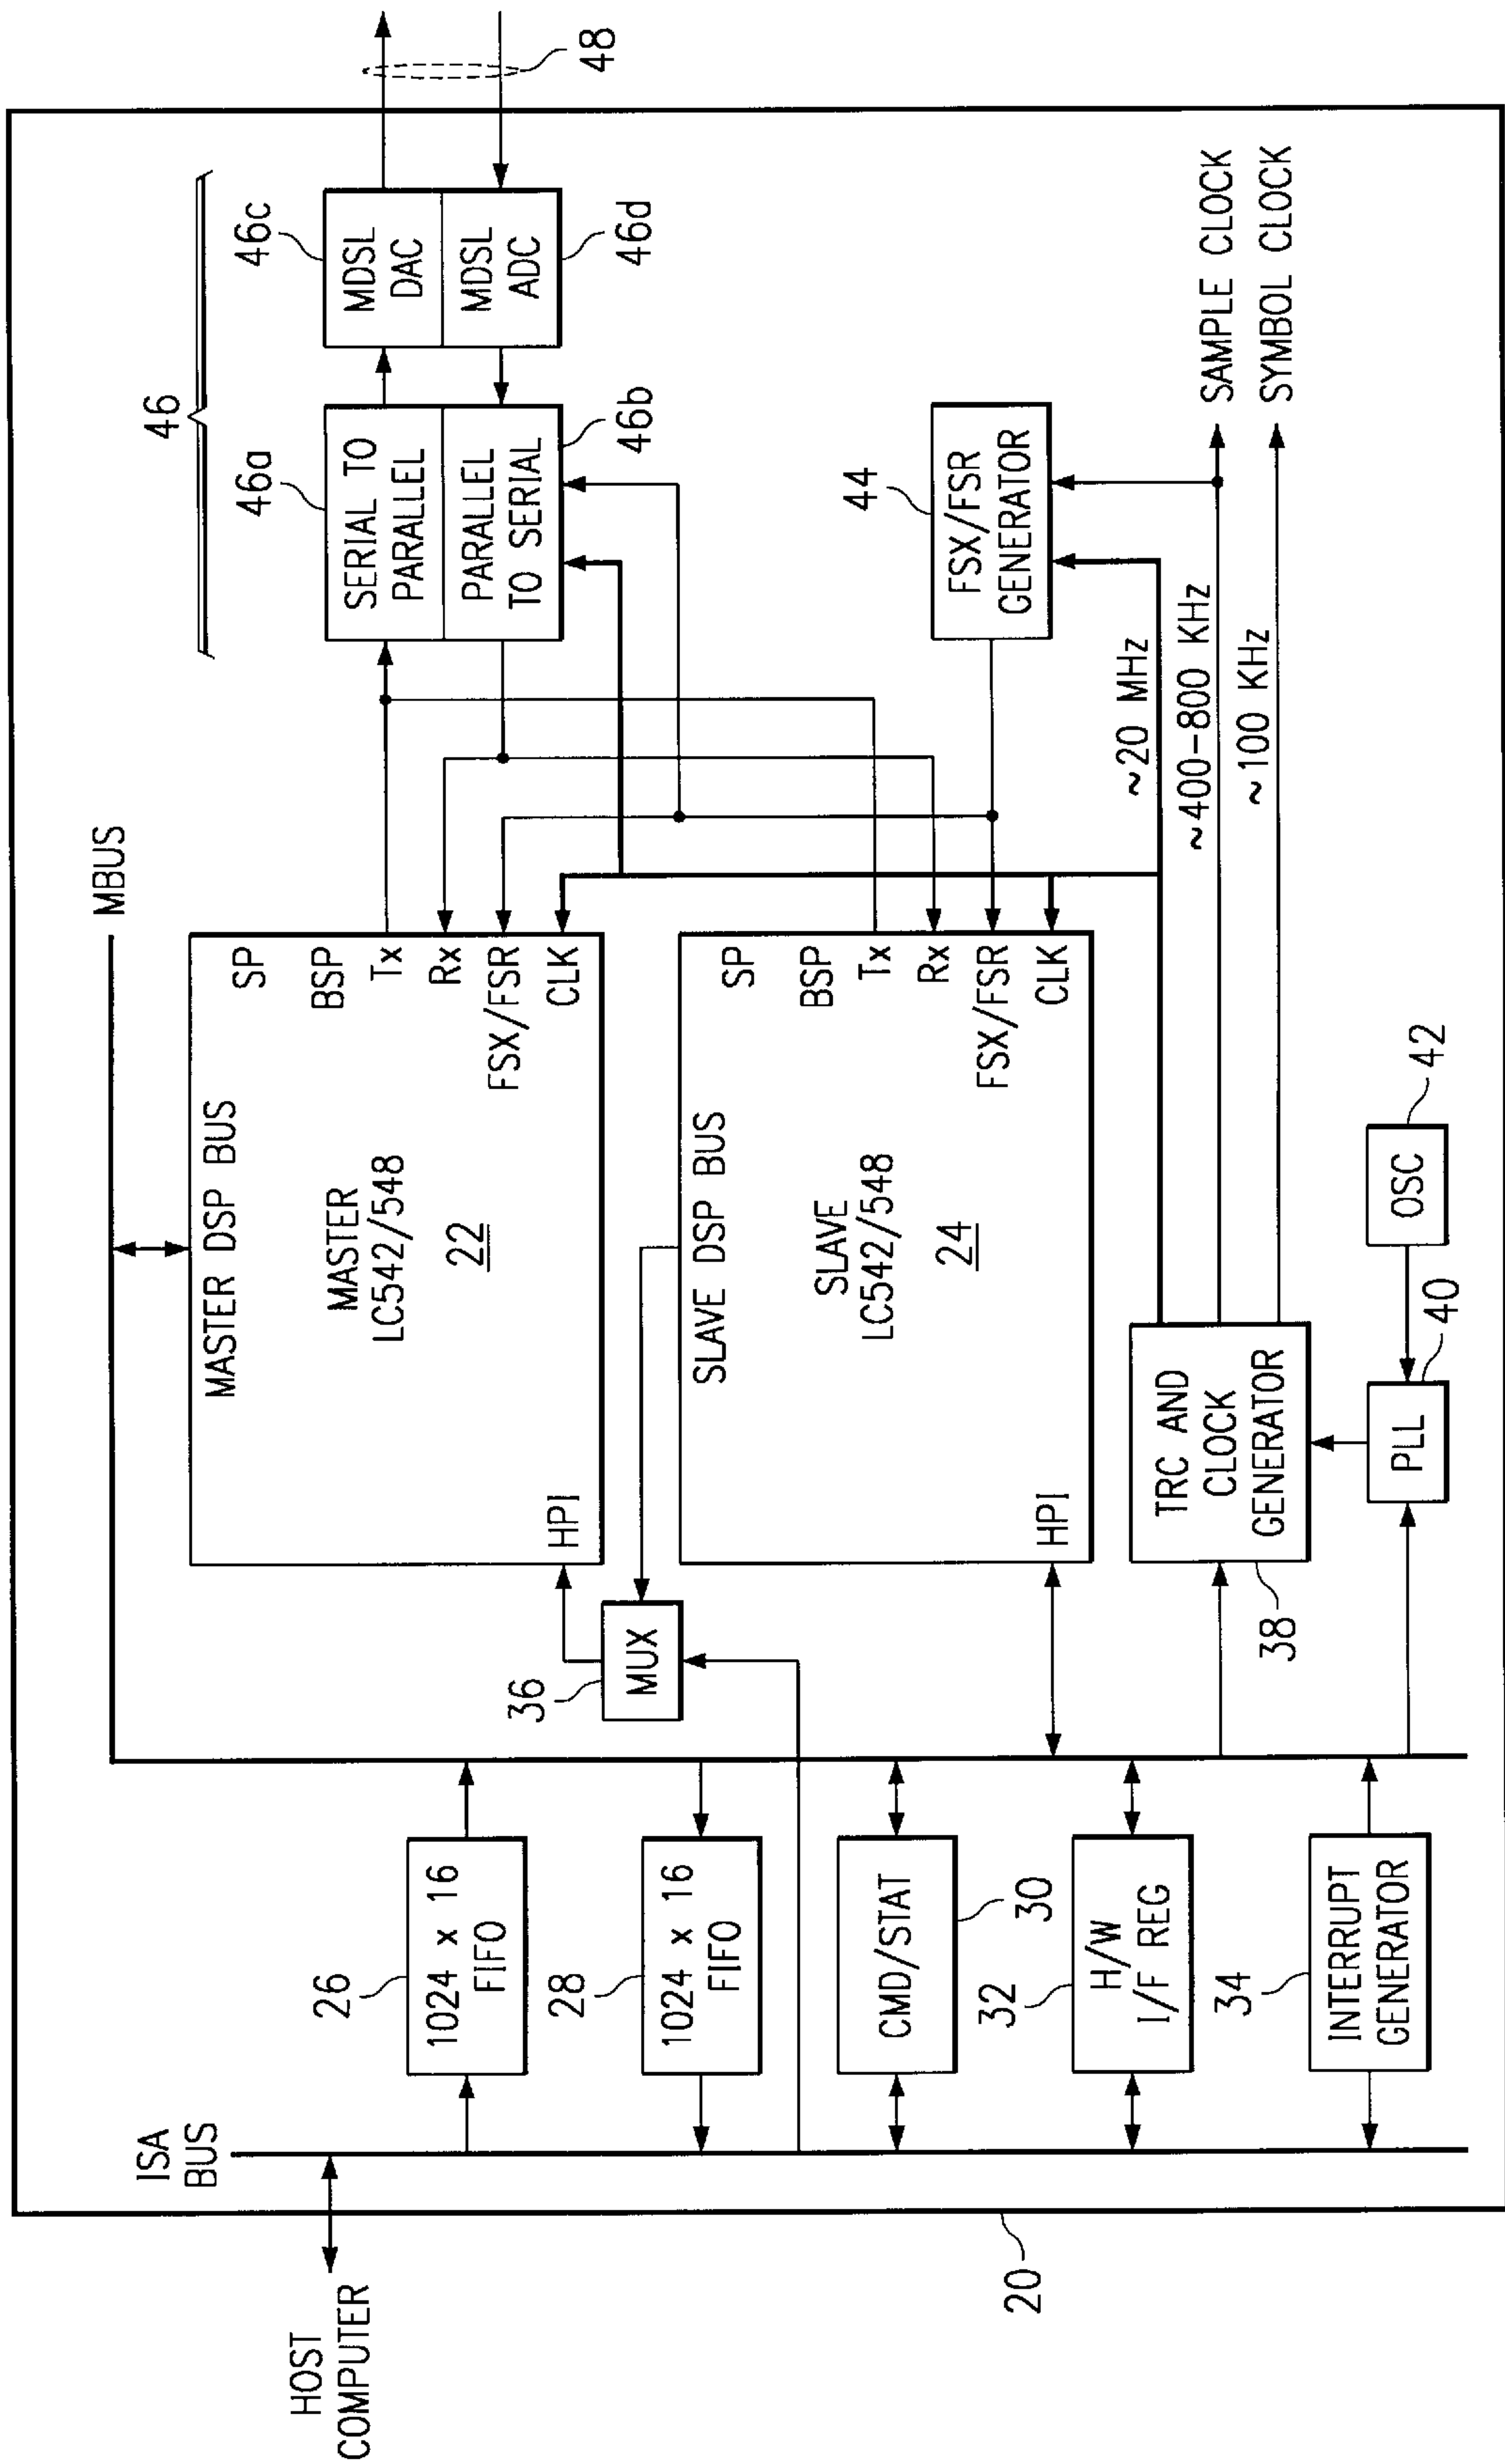 HOST
COMPUTER
20
ISA
BUS
26
1024 x 16
FIFO
28
1024 x 16
FIFO
CMD/STAT
30
32
H/W
I/F REG
34
INTERRUPT
GENERATOR
MBUS
36
MUX
MASTER DSP BUS
MASTER
LC542/548
22
HPI
SP
BSP
Tx
Rx
FSX/FSR
CLK
SLAVE DSP BUS
SLAVE
LC542/548
24
HPI
SP
BSP
Tx
Rx
FSX/FSR
CLK
TRC AND
CLOCK
GENERATOR
38
PLL
40
OSC
42
~20 MHz
~400-800 KHz
~100 KHz
44
FSX/FSR
GENERATOR
SAMPLE CLOCK
SYMBOL CLOCK
46
46a
SERIAL TO
PARALLEL
PARALLEL
TO SERIAL
46b
46c
MDSL
DAC
MDSL
ADC
46d
48